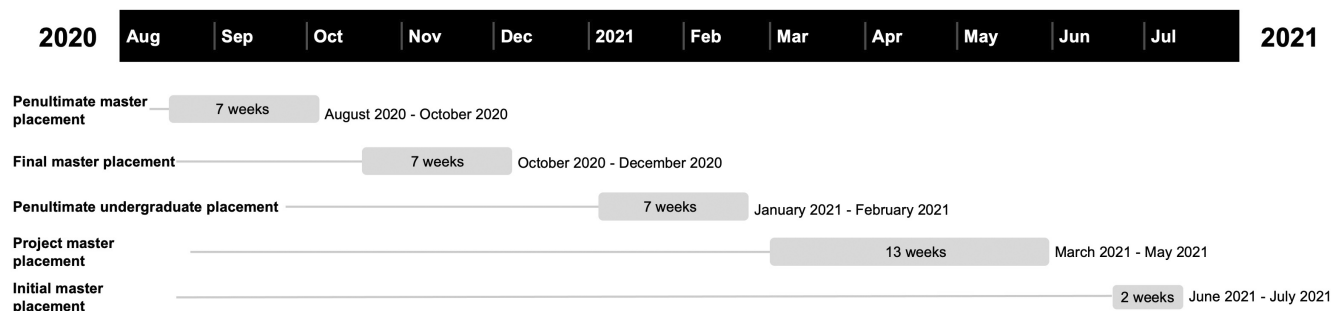 2020 Aug Sep Oct Nov Dec 2021 Feb Mar Apr May Jun Jul 2021
Penultimate master
placement
7 weeks
August 2020 - October 2020
Final master placement
7 weeks
October 2020 - December 2020
Penultimate undergraduate placement
7 weeks
January 2021 - February 2021
Project master
placement
13 weeks
March 2021 - May 2021
Initial master
placement
2 weeks
June 2021 - July 2021